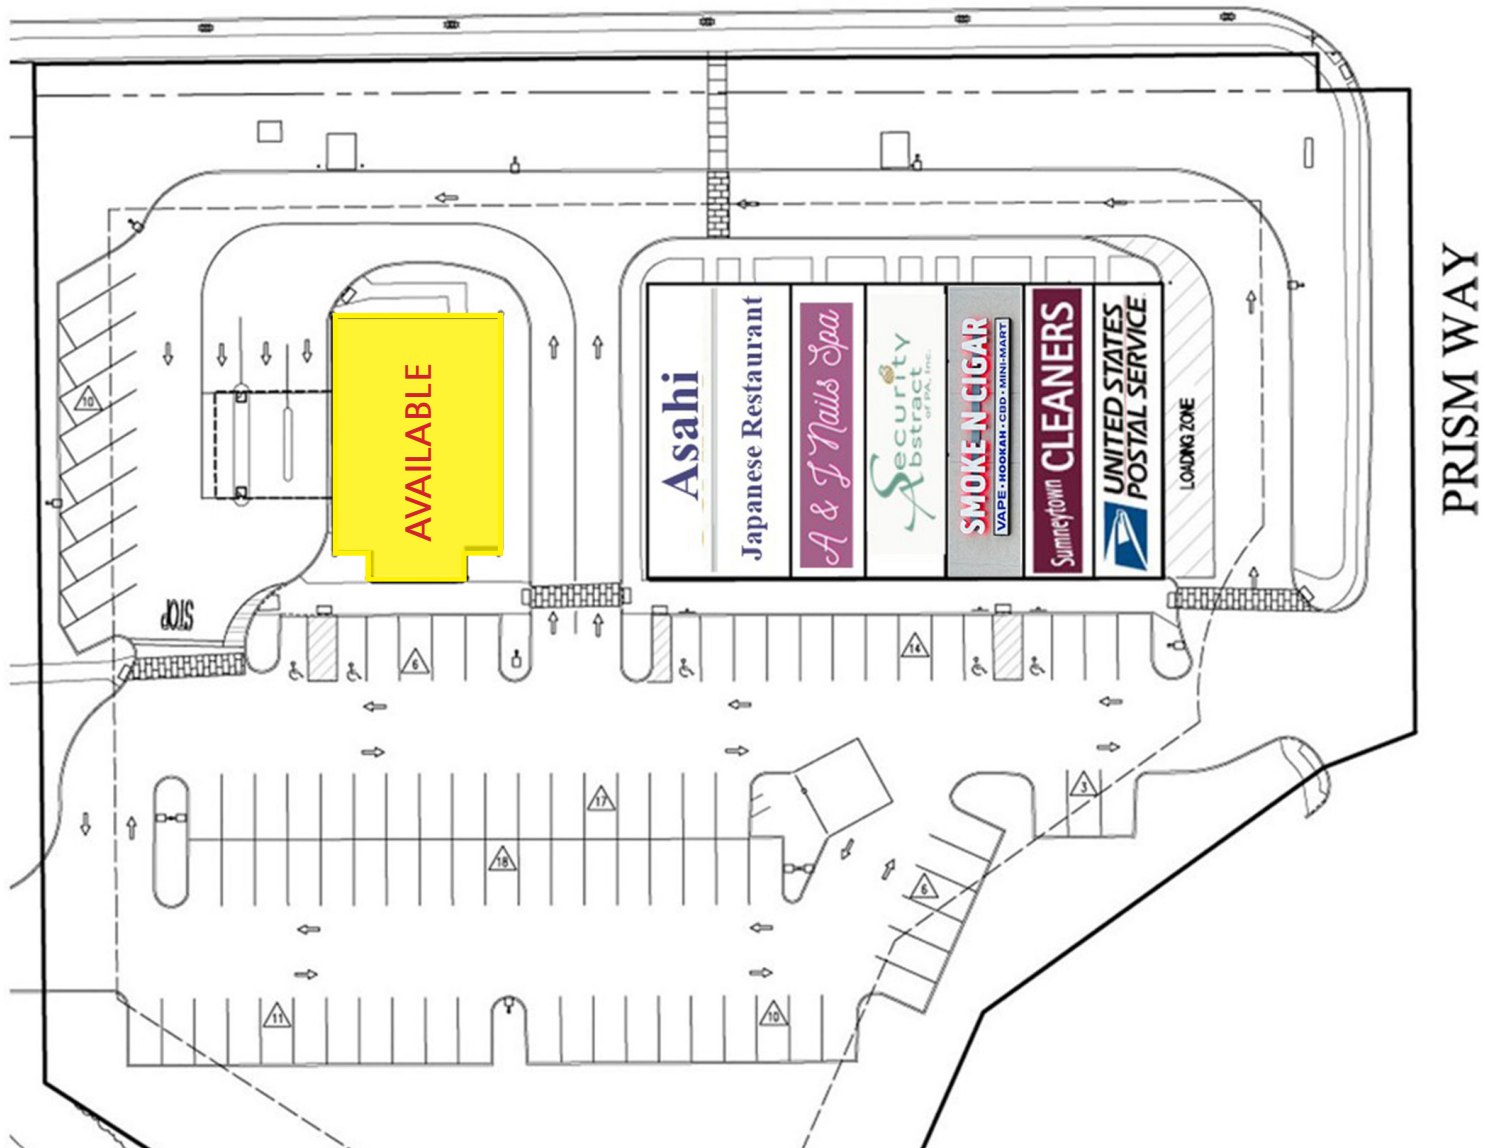 10
STOP
AVAILABLE
Asahi
Japanese Restaurant
A & J Nails Spa
Security
Abstract
of PA, Inc.
SMOKE N CIGAR
VAPE • HOOKAH • CBD • MINI-MART
Sumneytown CLEANERS
UNITED STATES
POSTAL SERVICE
LOADING ZONE
PRISM WAY
6
14
17
3
18
6
11
10